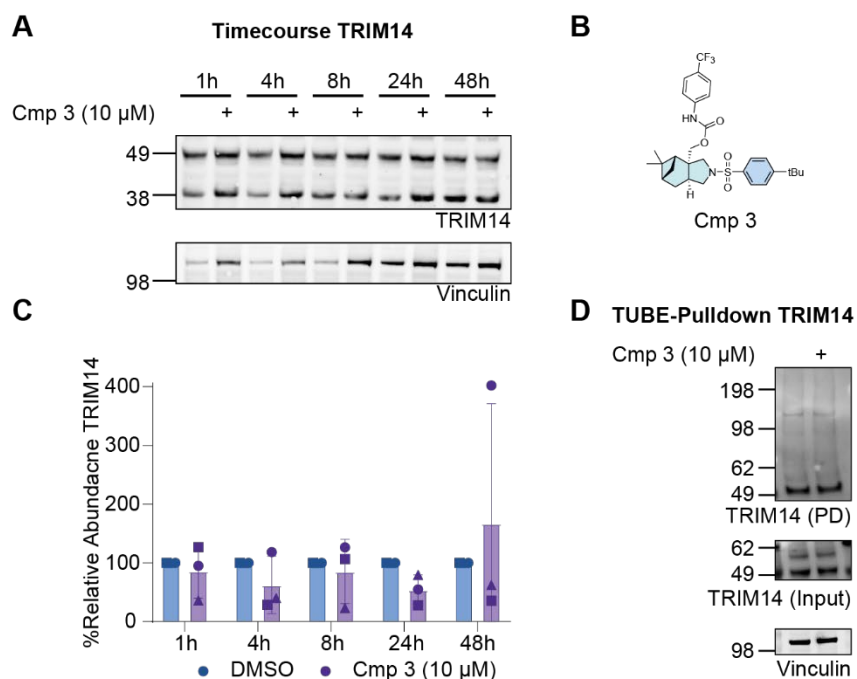 A
Timecourse TRIM14
1h 4h 8h 24h 48h
Cmp 3 (10 µM) + + + + +
49
38
TRIM14
98
Vinculin
B
CF3
HN O
O
N S
O
O
tBu
H
Cmp 3
C
%Relative Abundacne TRIM14
400
300
200
100
0
1h 4h 8h 24h 48h
DMSO Cmp 3 (10 µM)
D TUBE-Pulldown TRIM14
Cmp 3 (10 µM) +
198
98
62
49
TRIM14 (PD)
62
49
TRIM14 (Input)
98
Vinculin